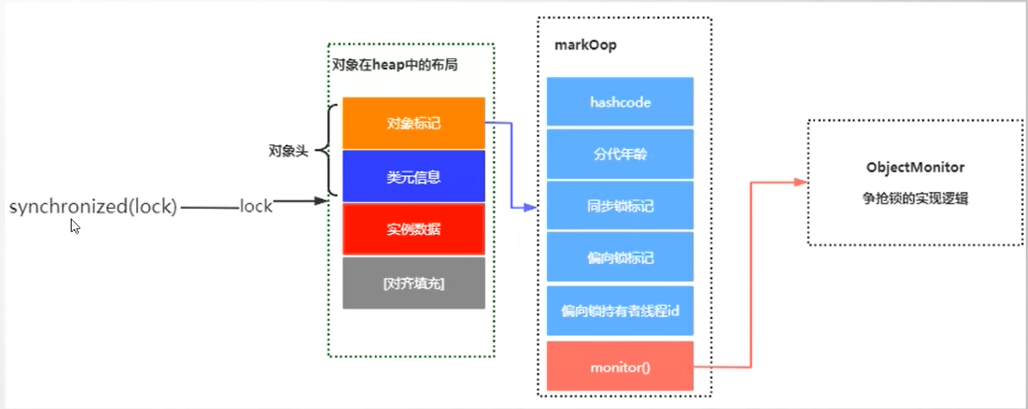 synchronized(lock)
lock
对象头
对象在heap中的布局
对象标记
类元信息
实例数据
[对齐填充]
markOop
hashcode
分代年龄
同步锁标记
偏向锁标记
偏向锁持有者线程id
monitor()
ObjectMonitor
争抢锁的实现逻辑